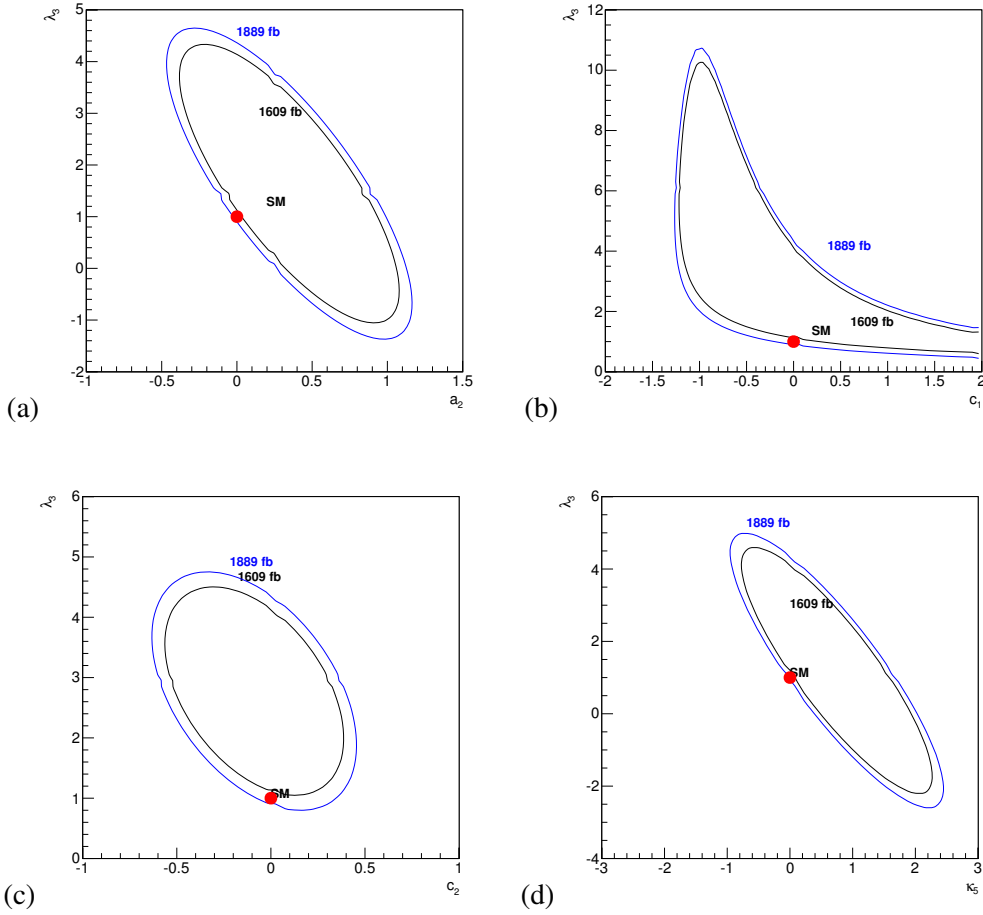 λ₃
5
4
3
2
1
0
-1
-2
1889 fb
1609 fb
SM
-1 -0.5 0 0.5 1 1.5
a₂
(a)
λ₃
12
10
8
6
4
2
0
1889 fb
1609 fb
SM
-2 -1.5 -1 -0.5 0 0.5 1 1.5 2
c₁
(b)
λ₃
6
5
4
3
2
1
0
1889 fb
1609 fb
SM
-1 -0.5 0 0.5 1
c₂
(c)
λ₃
6
4
2
0
-2
-4
1889 fb
1609 fb
SM
-3 -2 -1 0 1 2 3
κ₅
(d)